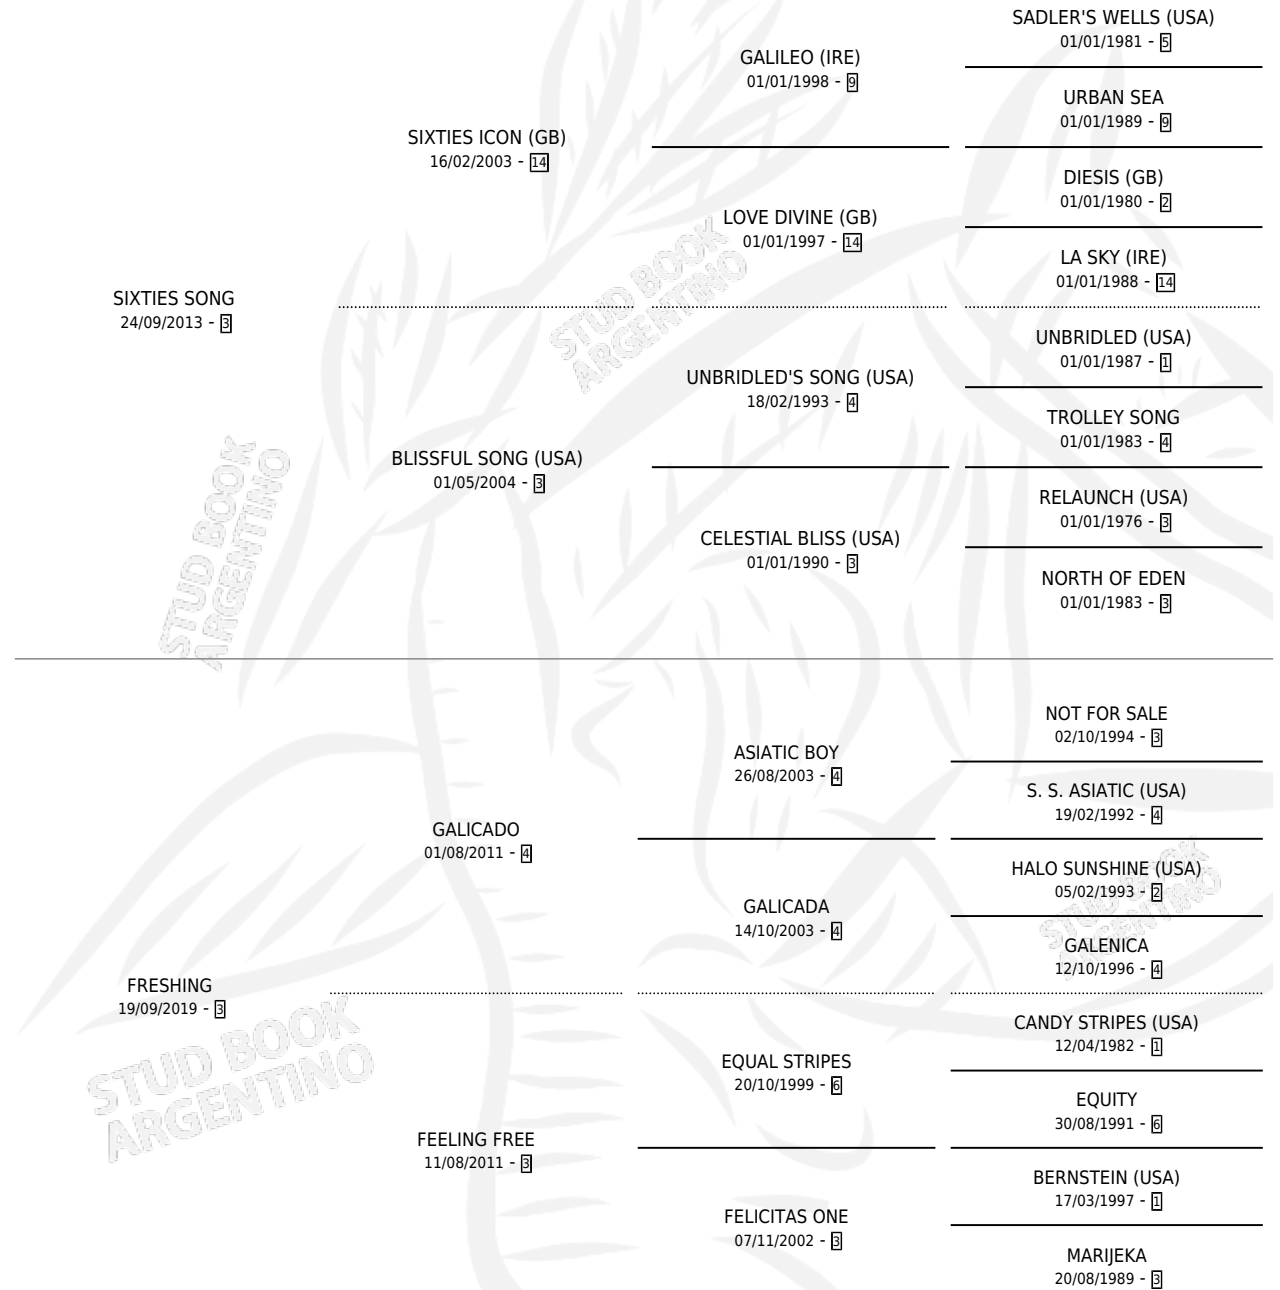 SADLER'S WELLS (USA)
01/01/1981 - 5
GALILEO (IRE)
01/01/1998 - 9
URBAN SEA
01/01/1989 - 9
SIXTIES ICON (GB)
16/02/2003 - 14
DIESIS (GB)
01/01/1980 - 2
LOVE DIVINE (GB)
01/01/1997 - 14
LA SKY (IRE)
01/01/1988 - 14
SIXTIES SONG
24/09/2013 - 3
STUD BOOK
ARGENTINO
UNBRIDLED (USA)
01/01/1987 - 1
UNBRIDLED'S SONG (USA)
18/02/1993 - 4
TROLLEY SONG
01/01/1983 - 4
BLISSFUL SONG (USA)
01/05/2004 - 3
RELAUNCH (USA)
01/01/1976 - 3
CELESTIAL BLISS (USA)
01/01/1990 - 3
NORTH OF EDEN
01/01/1983 - 3
STUD BOOK
ARGENTINO
NOT FOR SALE
02/10/1994 - 3
ASIATIC BOY
26/08/2003 - 4
S. S. ASIATIC (USA)
19/02/1992 - 4
GALICADO
01/08/2011 - 4
HALO SUNSHINE (USA)
05/02/1993 - 2
GALICADA
14/10/2003 - 4
GALENICA
12/10/1996 - 4
STUD BOOK
ARGENTINO
FRESHING
19/09/2019 - 3
CANDY STRIPES (USA)
12/04/1982 - 1
EQUAL STRIPES
20/10/1999 - 6
EQUITY
30/08/1991 - 6
STUD BOOK
ARGENTINO
FEELING FREE
11/08/2011 - 3
BERNSTEIN (USA)
17/03/1997 - 1
FELICITAS ONE
07/11/2002 - 3
MARIJEKA
20/08/1989 - 3